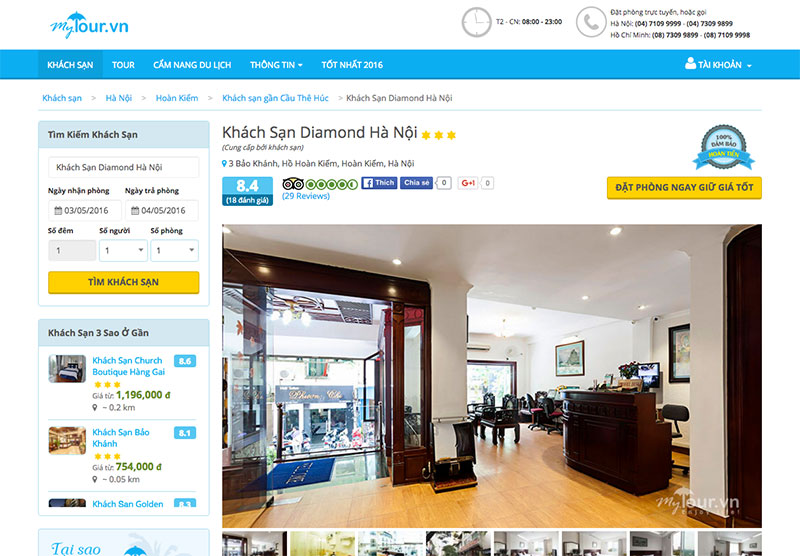 MyTour.vn
T2 - CN: 08:00 - 23:00
Đặt phòng trực tuyến, hoặc gọi
Hà Nội: (04) 7109 9999 - (04) 7309 9899
Hồ Chí Minh: (08) 7309 9899 - (08) 7109 9998
KHÁCH SẠN TOUR CẨM NANG DU LỊCH THÔNG TIN TỐT NHẤT 2016 TÀI KHOẢN
Khách sạn > Hà Nội > Hoàn Kiếm > Khách sạn gần Cầu Thê Húc > Khách Sạn Diamond Hà Nội
Tìm Kiếm Khách Sạn
Khách Sạn Diamond Hà Nội
Ngày nhận phòng Ngày trả phòng
03/05/2016 04/05/2016
Số đêm Số người Số phòng
1 1 1
TÌM KHÁCH SẠN
Khách Sạn 3 Sao Ở Gần
Khách Sạn Church
Boutique Hàng Gai
8.6
Giá từ: 1,196,000 đ
~ 0.2 km
Khách Sạn Bảo
Khánh
8.1
Giá từ: 754,000 đ
~ 0.05 km
Khách Sạn Golden
8.3
Tại sao
Khách Sạn Diamond Hà Nội
(Cung cấp bởi khách sạn)
3 Bảo Khánh, Hồ Hoàn Kiếm, Hoàn Kiếm, Hà Nội
8.4
(18 đánh giá)
(29 Reviews)
Thích Chia sẻ 0 G+1 0
100%
ĐẢM BẢO
HOÀN TIỀN
ĐẶT PHÒNG NGAY GIỮ GIÁ TỐT
MyTour.vn